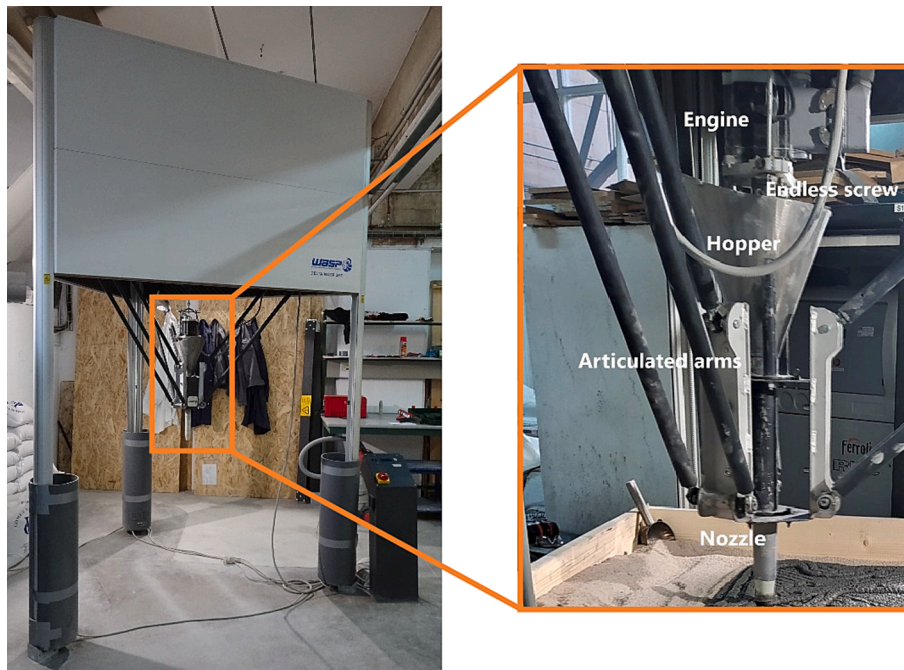 wasp
DELTA WASP 3MT
Engine
Endless screw
Hopper
Articulated arms
Ferroli
Nozzle